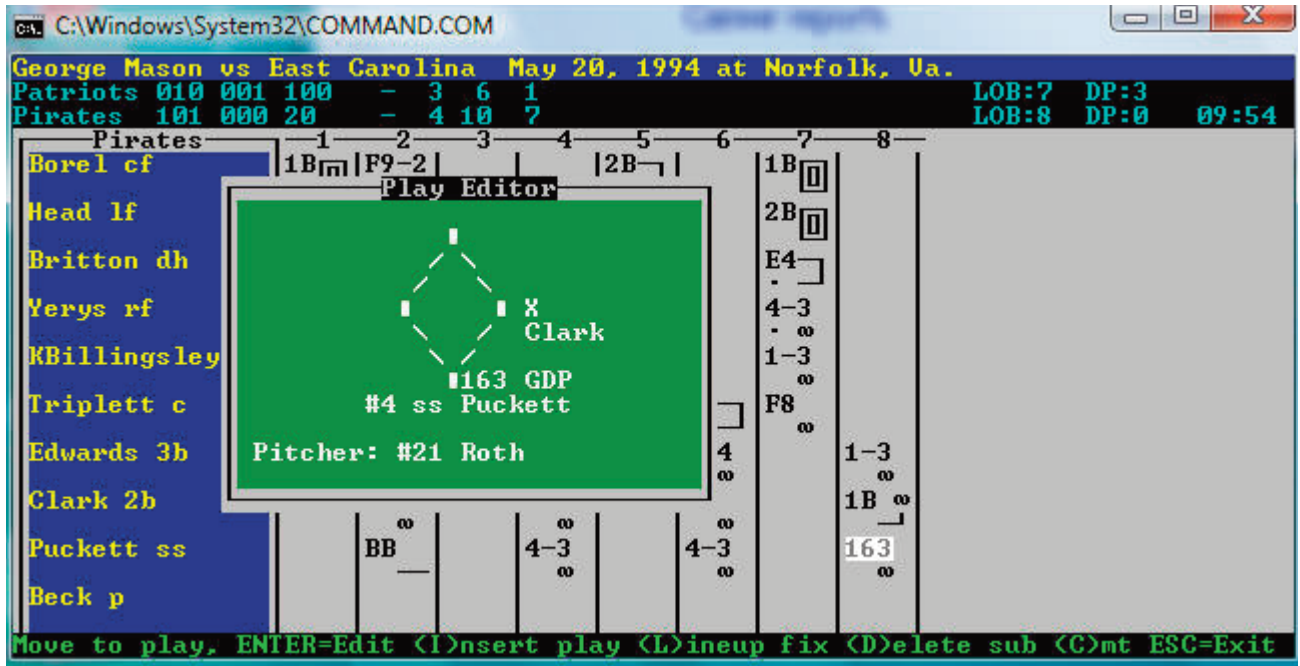 C:\Windows\System32\COMMAND.COM
George Mason vs East Carolina May 20, 1994 at Norfolk, Va.
Patriots 010 001 100 - 3 6 1 LOB:7 DP:3
Pirates 101 000 20 - 4 10 7 LOB:8 DP:0 09:54
Pirates 1 2 3 4 5 6 7 8
Borel cf 1B F9-2 2B 1B
Play Editor
Head lf 2B
Britton dh E4
Yerys rf X 4-3
Clark
KBillingsley 1-3
163 GDP
Triplett c #4 ss Puckett F8
Edwards 3b Pitcher: #21 Roth 4 1-3
Clark 2b 1B
Puckett ss BB 4-3 4-3 163
Beck p
Move to play, ENTER=Edit (I)nsert play (L)ineup fix (D)elete sub (C)mt ESC=Exit